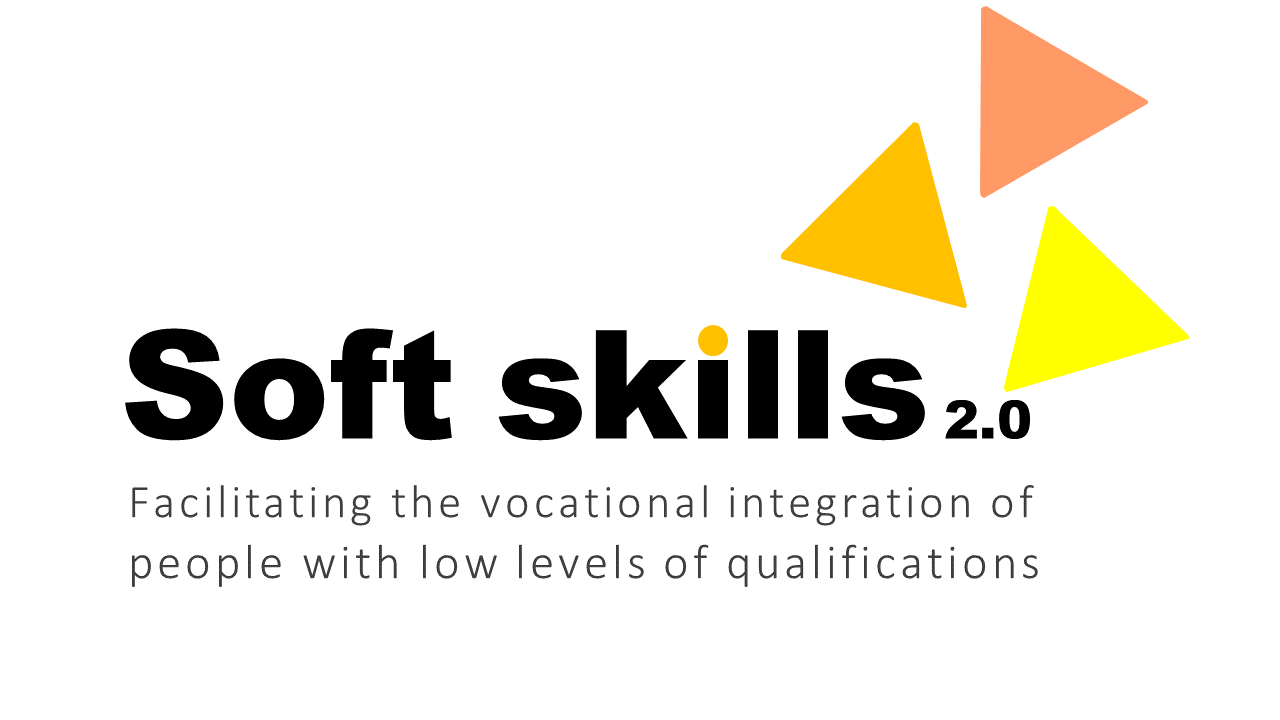 Soft skills 2.0
Facilitating the vocational integration of
people with low levels of qualifications